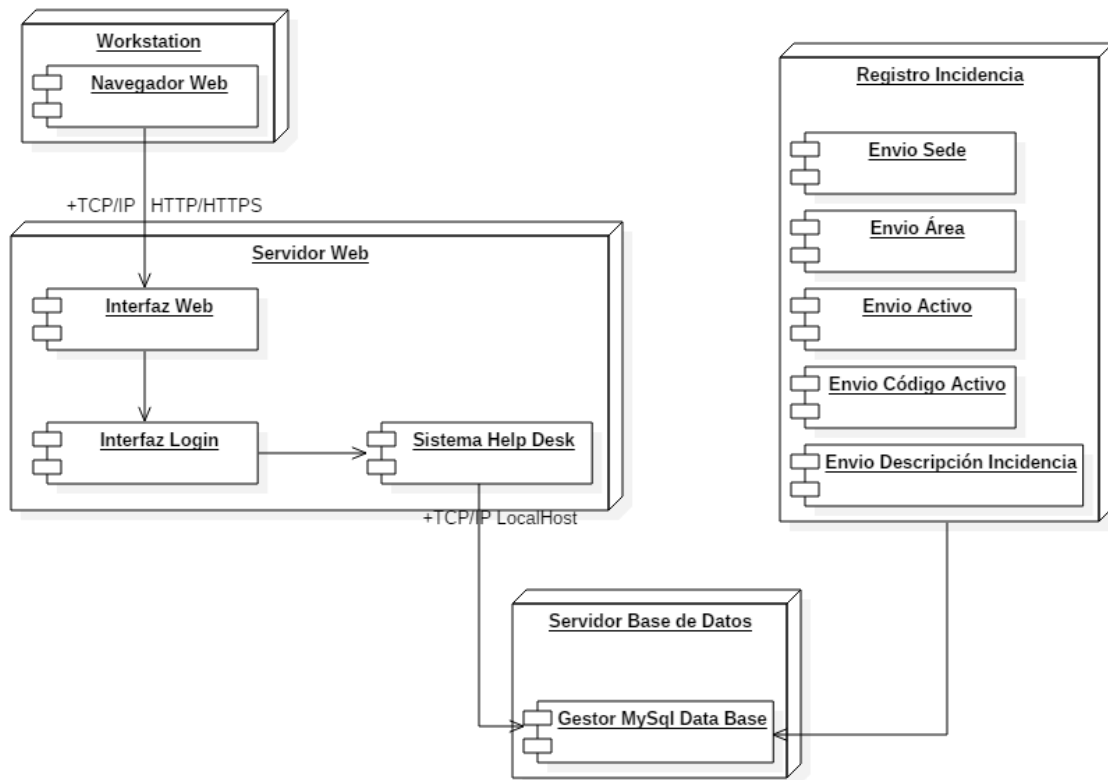 Workstation
Navegador Web
+TCP/IP HTTP/HTTPS
Servidor Web
Interfaz Web
Interfaz Login
Sistema Help Desk
+TCP/IP LocalHost
Registro Incidencia
Envio Sede
Envio Área
Envio Activo
Envio Código Activo
Envio Descripción Incidencia
Servidor Base de Datos
Gestor MySql Data Base